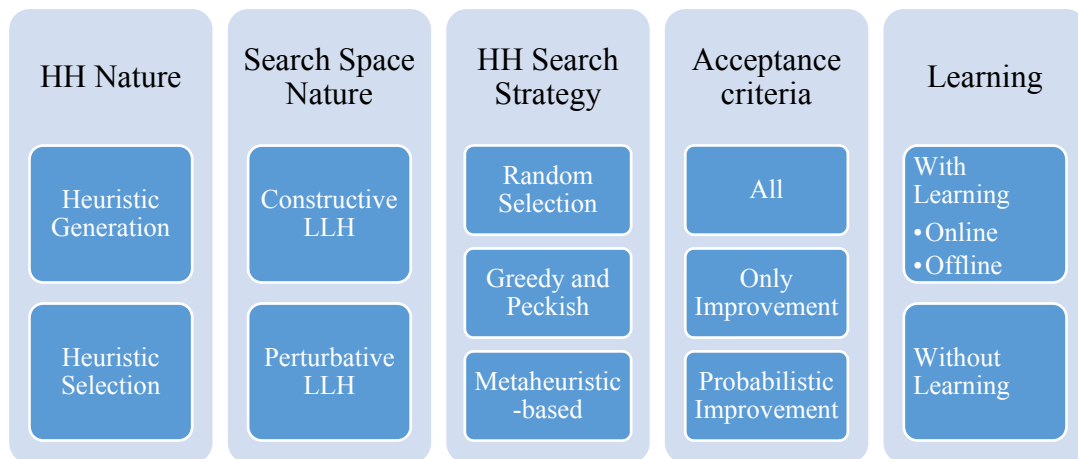 HH Nature
Heuristic
Generation
Heuristic
Selection
Search Space
Nature
Constructive
LLH
Perturbative
LLH
HH Search
Strategy
Random
Selection
Greedy and
Peckish
Metaheuristic
-based
Acceptance
criteria
All
Only
Improvement
Probabilistic
Improvement
Learning
With
Learning
•Online
•Offline
Without
Learning